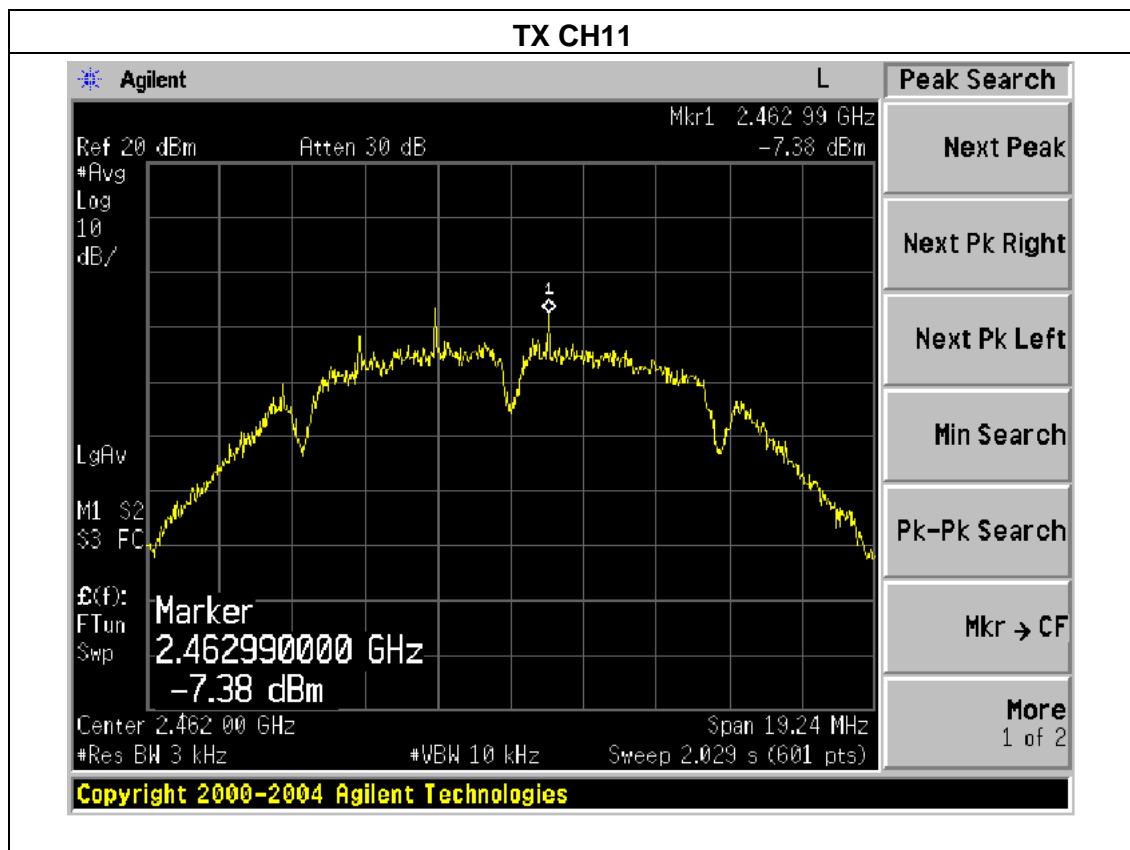 TX CH11
Agilent L Peak Search
Mkr1 2.462 99 GHz
Ref 20 dBm Atten 30 dB -7.38 dBm
#Avg
Log
10
dB/
1
LgAv
M1 S2
S3 FC
£(f):
FTun
Swp
Marker
2.462990000 GHz
-7.38 dBm
Center 2.462 00 GHz Span 19.24 MHz
#Res BW 3 kHz #VBW 10 kHz Sweep 2.029 s (601 pts)
Copyright 2000-2004 Agilent Technologies
Next Peak
Next Pk Right
Next Pk Left
Min Search
Pk-Pk Search
Mkr → CF
More
1 of 2